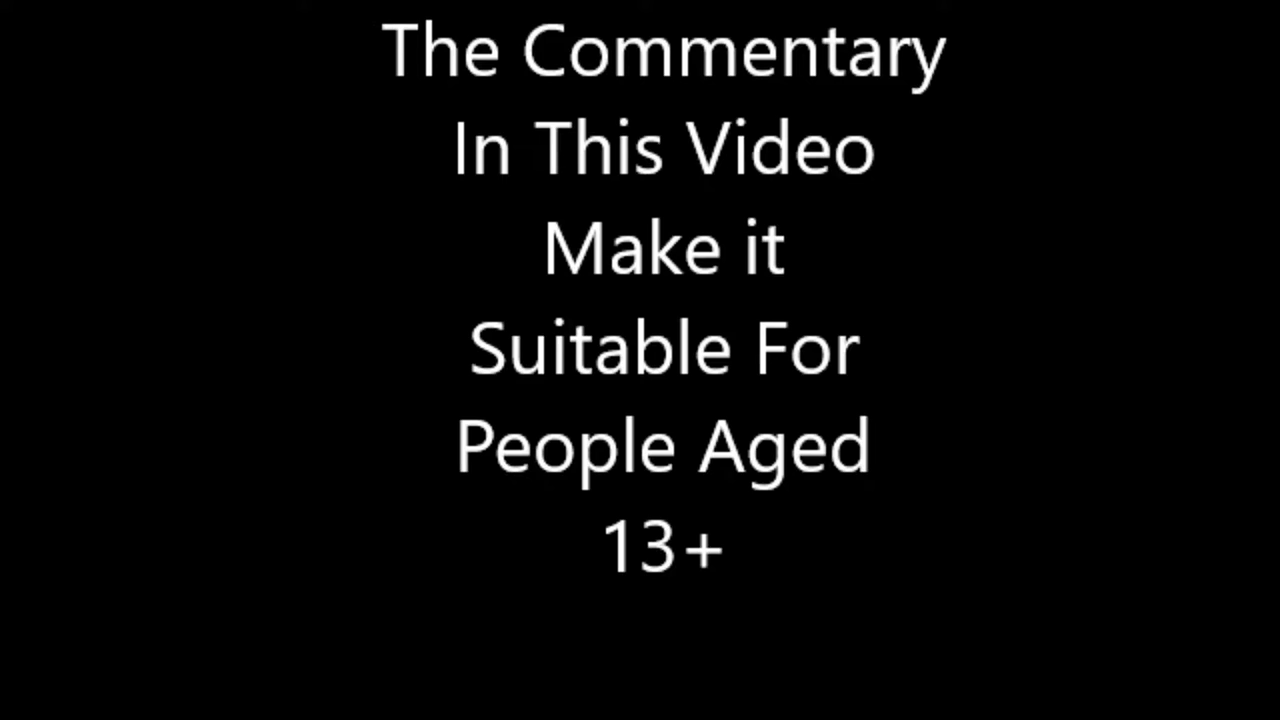 The Commentary
In This Video
Make it
Suitable For
People Aged
13+